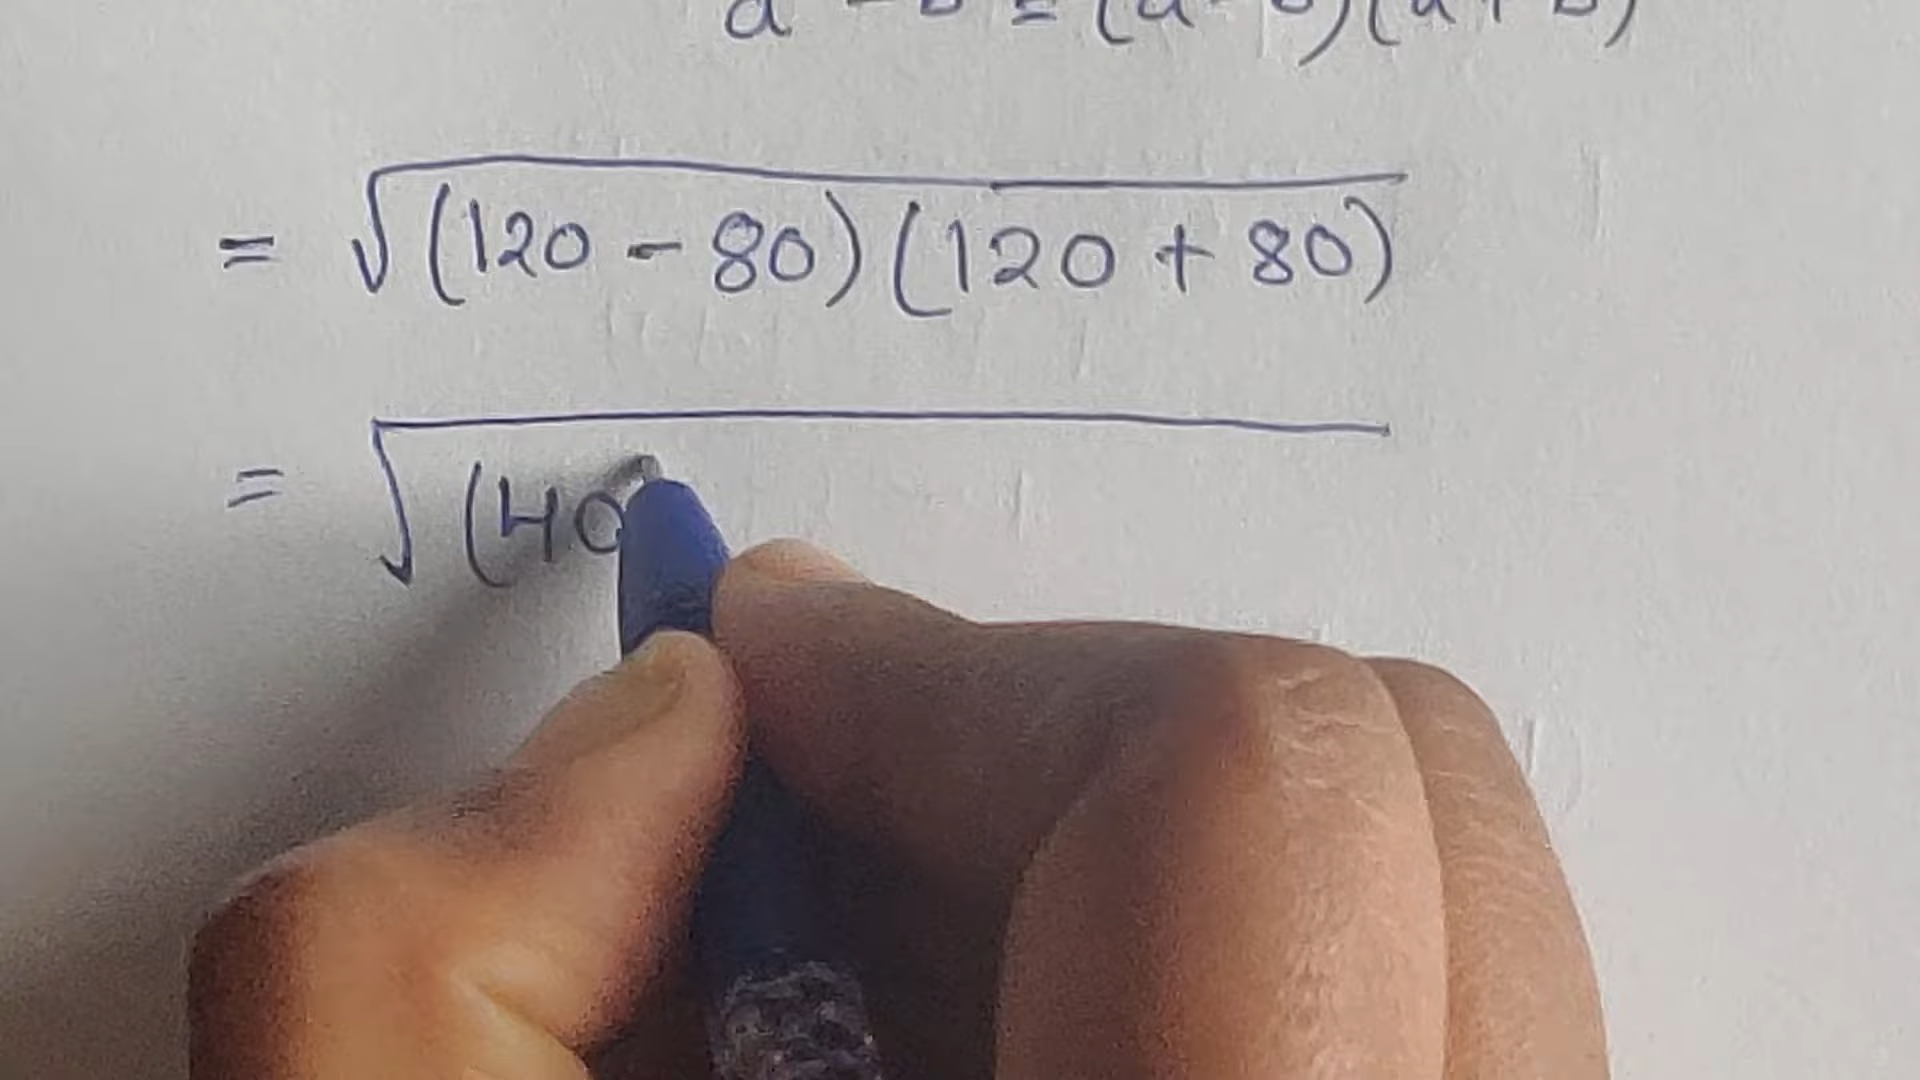 a - b = (a - b)(a + b)
= √(120 - 80)(120 + 80)
= √(40